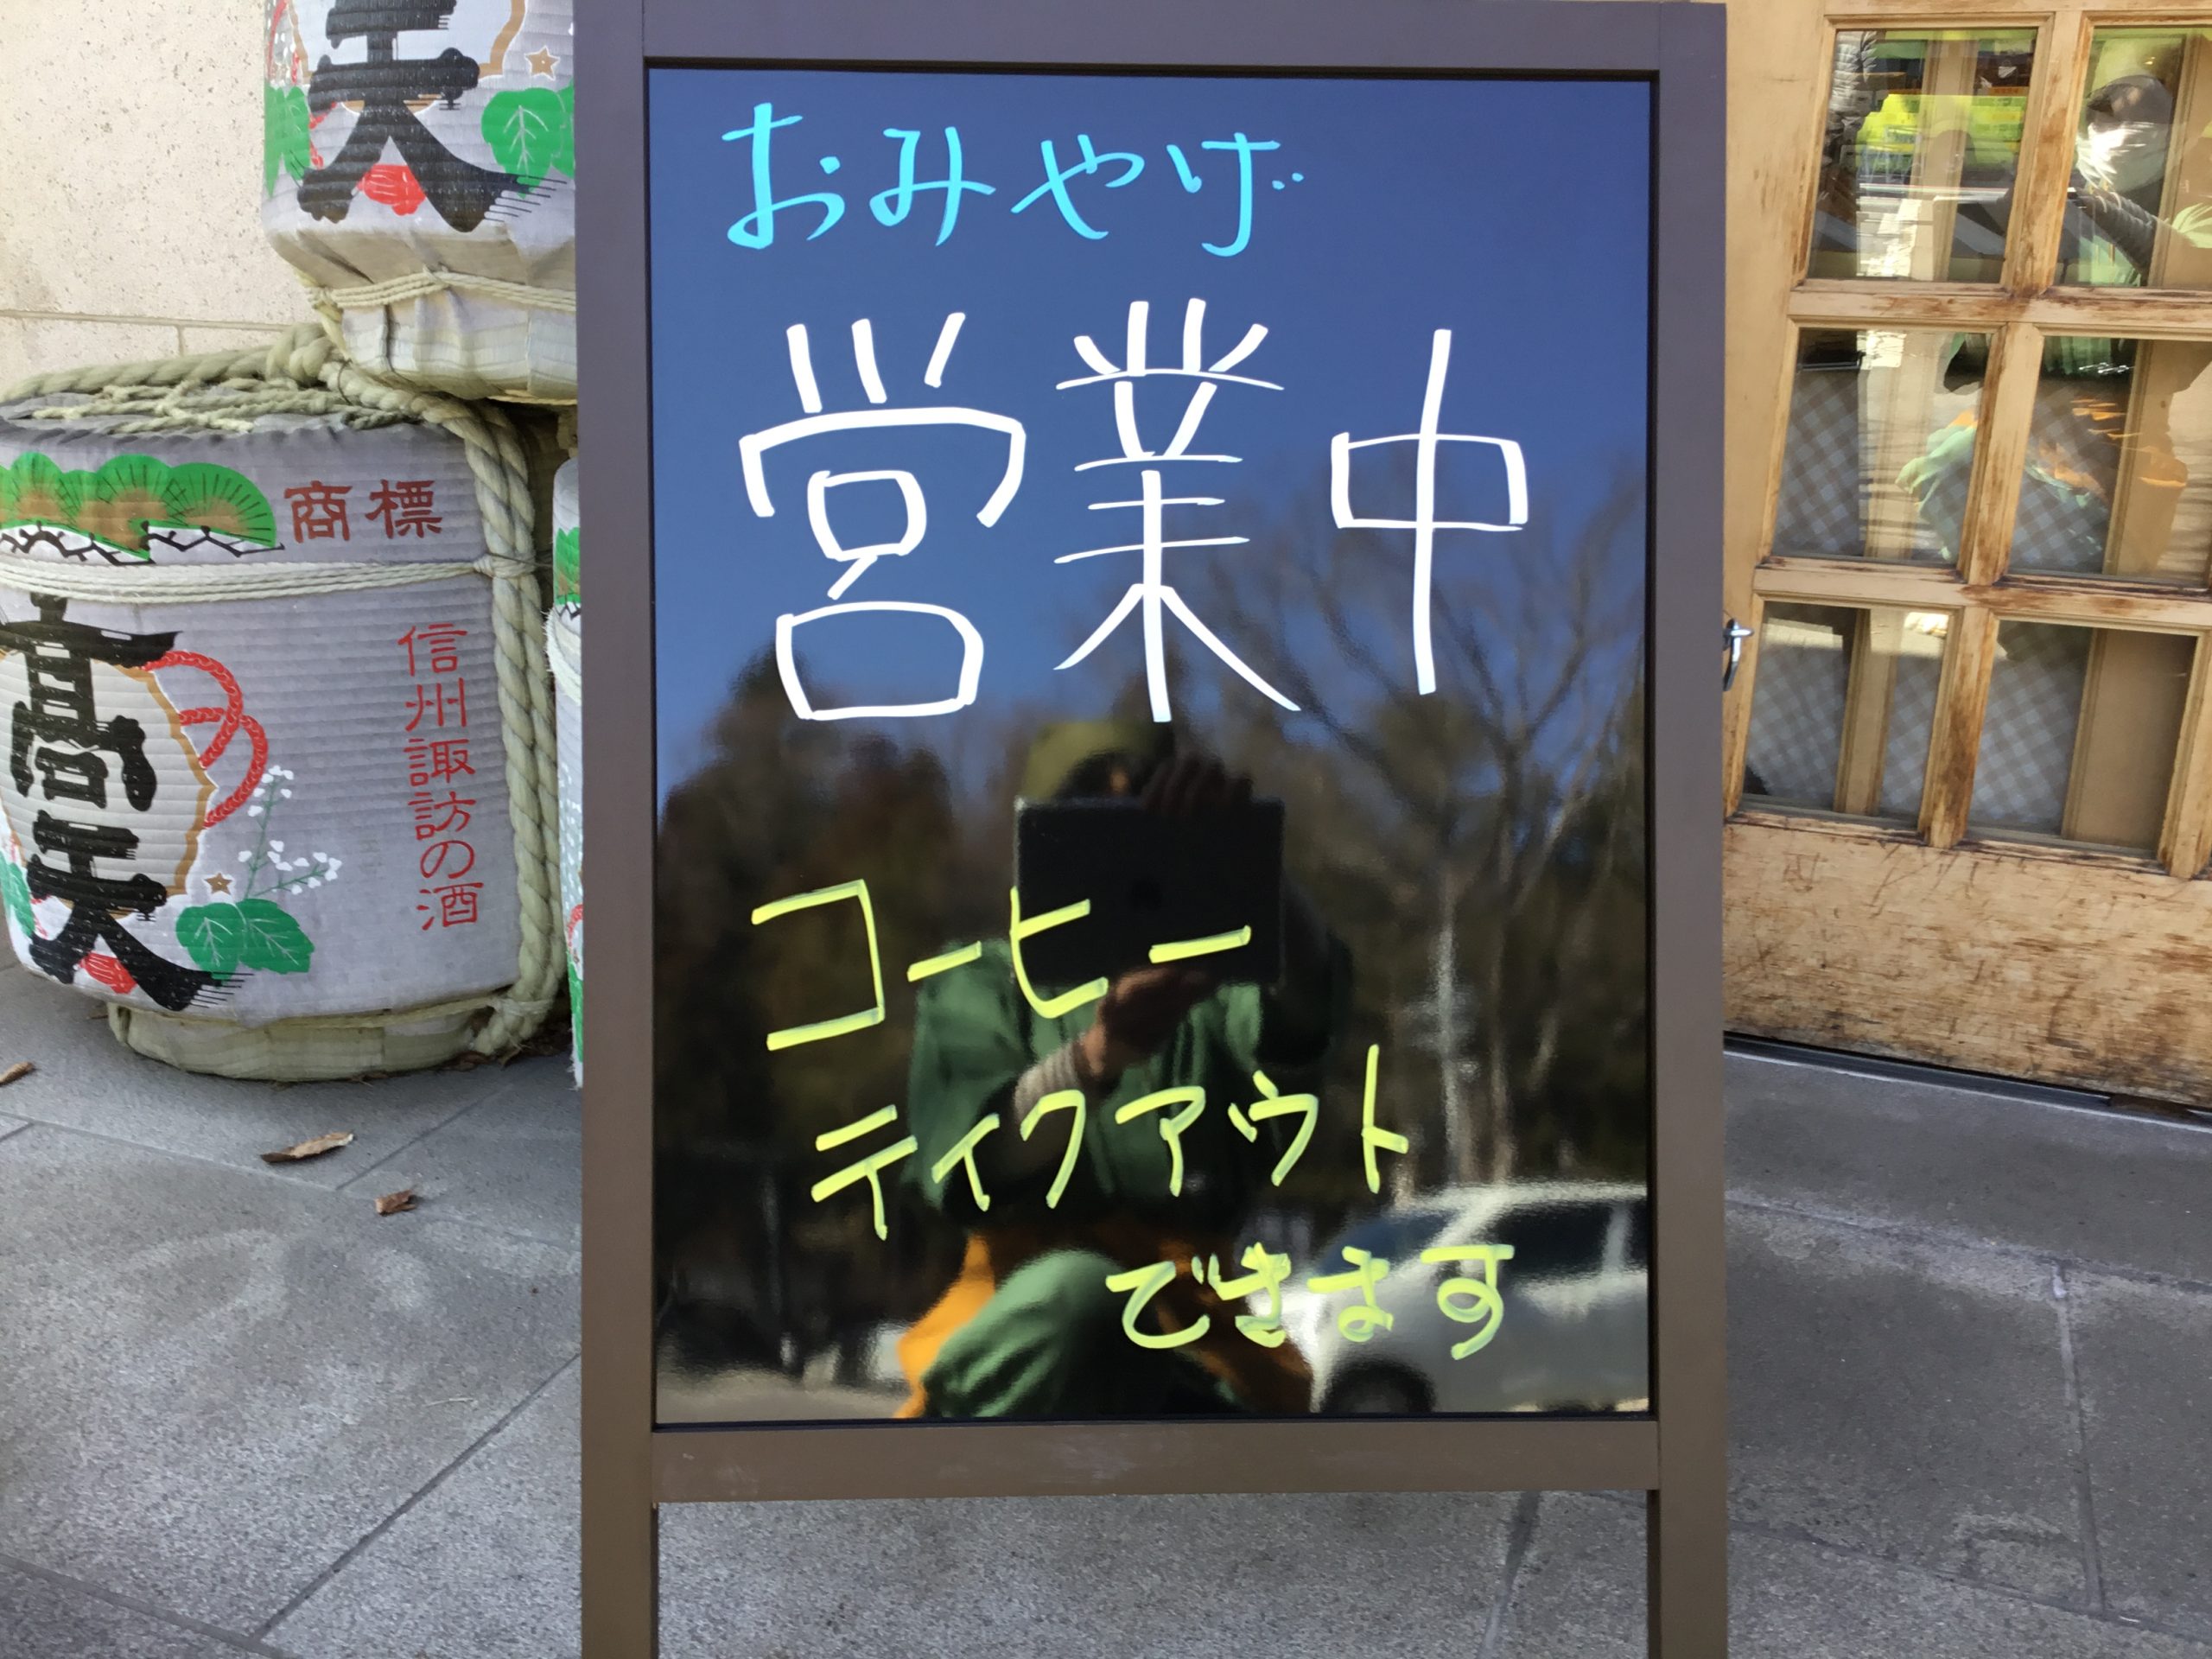 おみやげ
営業中
コーヒー
テイクアウト
できます
天
商標
高天
信州諏訪の酒